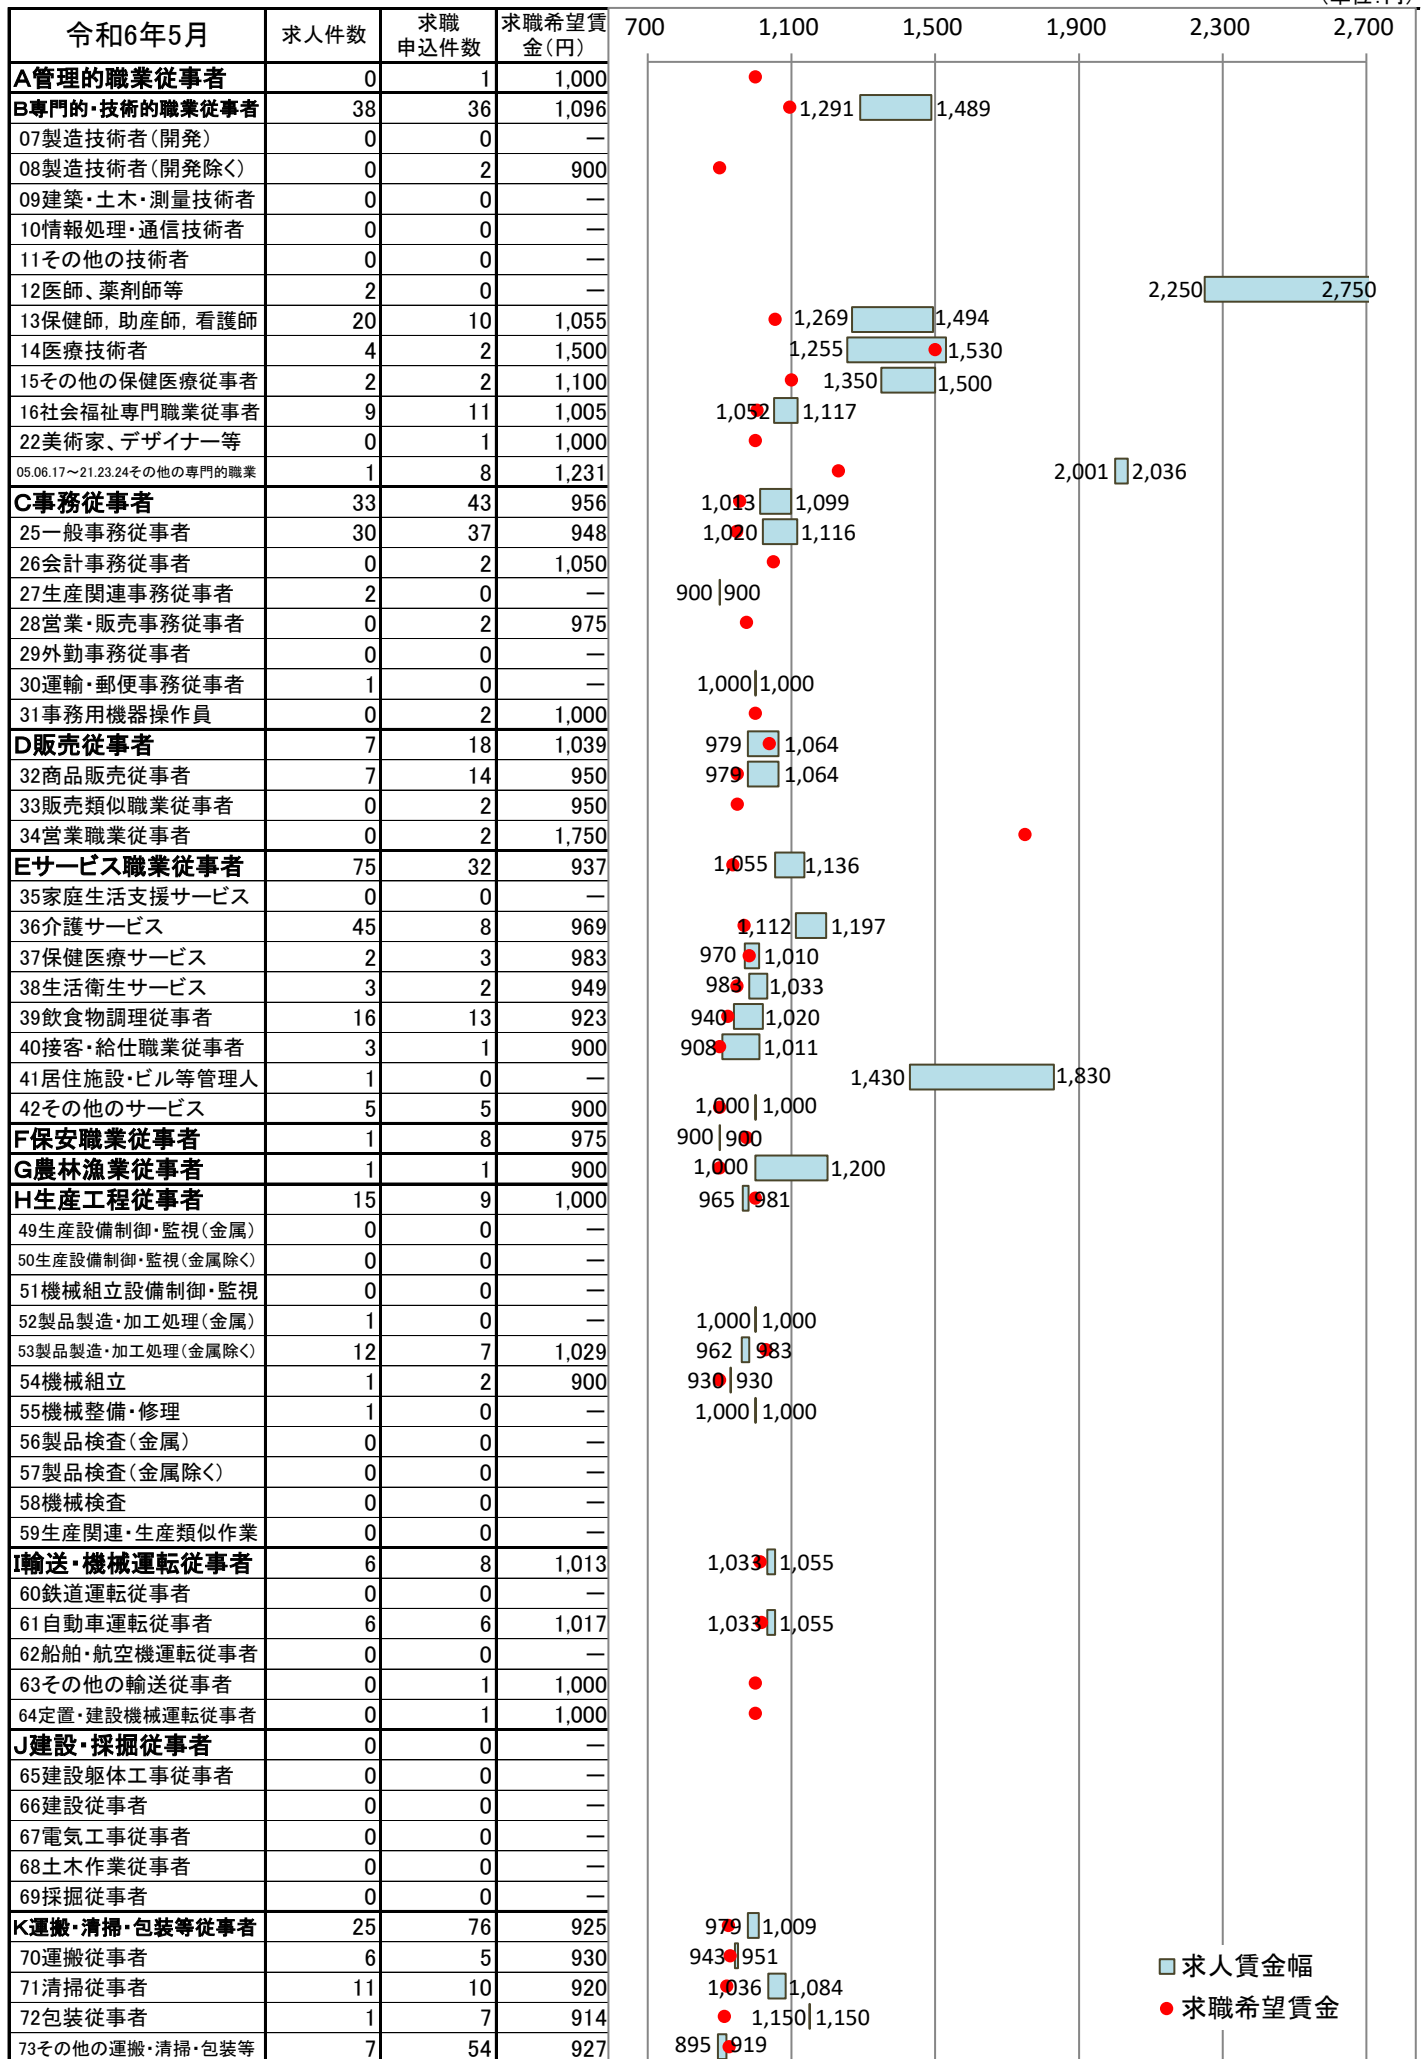 (単位:円)
令和6年5月 求人件数 求職申込件数 求職希望賃金(円) 700 1,100 1,500 1,900 2,300 2,700
A管理的職業従事者 0 1 1,000
B専門的・技術的職業従事者 38 36 1,096 1,291 1,489
07製造技術者(開発) 0 0 ―
08製造技術者(開発除く) 0 2 900
09建築・土木・測量技術者 0 0 ―
10情報処理・通信技術者 0 0 ―
11その他の技術者 0 0 ―
12医師、薬剤師等 2 0 ― 2,250 2,750
13保健師，助産師，看護師 20 10 1,055 1,269 1,494
14医療技術者 4 2 1,500 1,255 1,530
15その他の保健医療従事者 2 2 1,100 1,350 1,500
16社会福祉専門職業従事者 9 11 1,005 1,052 1,117
22美術家、デザイナー等 0 1 1,000
05.06.17～21.23.24その他の専門的職業 1 8 1,231 2,001 2,036
C事務従事者 33 43 956 1,013 1,099
25一般事務従事者 30 37 948 1,020 1,116
26会計事務従事者 0 2 1,050
27生産関連事務従事者 2 0 ― 900 900
28営業・販売事務従事者 0 2 975
29外勤事務従事者 0 0 ―
30運輸・郵便事務従事者 1 0 ― 1,000 1,000
31事務用機器操作員 0 2 1,000
D販売従事者 7 18 1,039 979 1,064
32商品販売従事者 7 14 950 979 1,064
33販売類似職業従事者 0 2 950
34営業職業従事者 0 2 1,750
Eサービス職業従事者 75 32 937 1,055 1,136
35家庭生活支援サービス 0 0 ―
36介護サービス 45 8 969 1,112 1,197
37保健医療サービス 2 3 983 970 1,010
38生活衛生サービス 3 2 949 983 1,033
39飲食物調理従事者 16 13 923 940 1,020
40接客・給仕職業従事者 3 1 900 908 1,011
41居住施設・ビル等管理人 1 0 ― 1,430 1,830
42その他のサービス 5 5 900 1,000 1,000
F保安職業従事者 1 8 975 900 900
G農林漁業従事者 1 1 900 1,000 1,200
H生産工程従事者 15 9 1,000 965 981
49生産設備制御・監視(金属) 0 0 ―
50生産設備制御・監視(金属除く) 0 0 ―
51機械組立設備制御・監視 0 0 ―
52製品製造・加工処理(金属) 1 0 ― 1,000 1,000
53製品製造・加工処理(金属除く) 12 7 1,029 962 983
54機械組立 1 2 900 930 930
55機械整備・修理 1 0 ― 1,000 1,000
56製品検査(金属) 0 0 ―
57製品検査(金属除く) 0 0 ―
58機械検査 0 0 ―
59生産関連・生産類似作業 0 0 ―
I輸送・機械運転従事者 6 8 1,013 1,033 1,055
60鉄道運転従事者 0 0 ―
61自動車運転従事者 6 6 1,017 1,033 1,055
62船舶・航空機運転従事者 0 0 ―
63その他の輸送従事者 0 1 1,000
64定置・建設機械運転従事者 0 1 1,000
J建設・採掘従事者 0 0 ―
65建設躯体工事従事者 0 0 ―
66建設従事者 0 0 ―
67電気工事従事者 0 0 ―
68土木作業従事者 0 0 ―
69採掘従事者 0 0 ―
K運搬・清掃・包装等従事者 25 76 925 979 1,009
70運搬従事者 6 5 930 943 951
71清掃従事者 11 10 920 1,036 1,084
72包装従事者 1 7 914 1,150 1,150
73その他の運搬・清掃・包装等 7 54 927 895 919
求人賃金幅
求職希望賃金